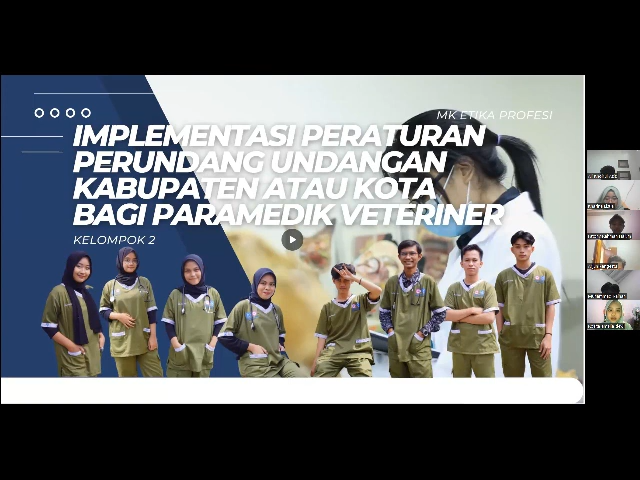 MK ETIKA PROFESI
IMPLEMENTASI PERATURAN
PERUNDANG UNDANGAN
KABUPATEN ATAU KOTA
BAGI PARAMEDIK VETERINER
KELOMPOK 2